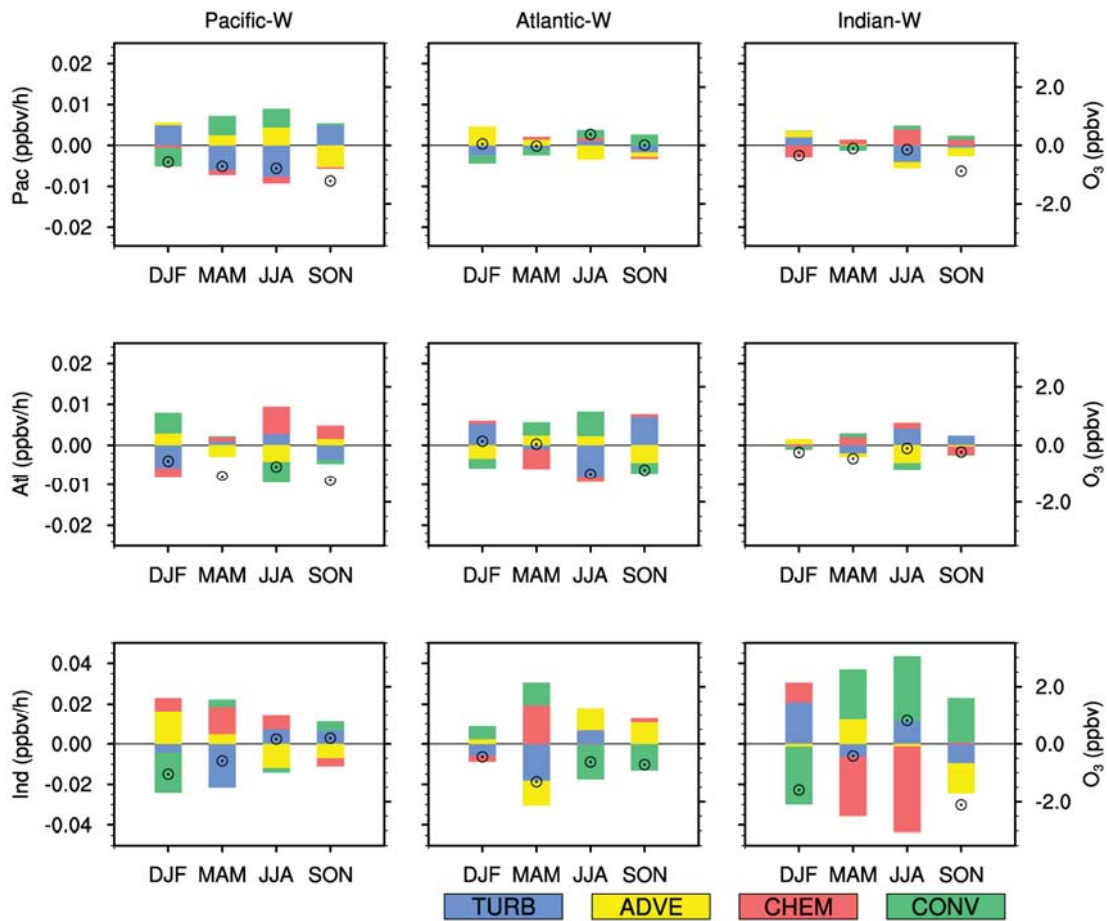 Pacific-W Atlantic-W Indian-W
Pac (ppbv/h)
0.02
0.01
0.00
-0.01
-0.02
2.0
0.0
-2.0
O3 (ppbv)
DJF MAM JJA SON DJF MAM JJA SON DJF MAM JJA SON
Atl (ppbv/h)
0.02
0.01
0.00
-0.01
-0.02
2.0
0.0
-2.0
O3 (ppbv)
DJF MAM JJA SON DJF MAM JJA SON DJF MAM JJA SON
Ind (ppbv/h)
0.04
0.02
0.00
-0.02
-0.04
2.0
0.0
-2.0
O3 (ppbv)
DJF MAM JJA SON DJF MAM JJA SON DJF MAM JJA SON
TURB ADVE CHEM CONV